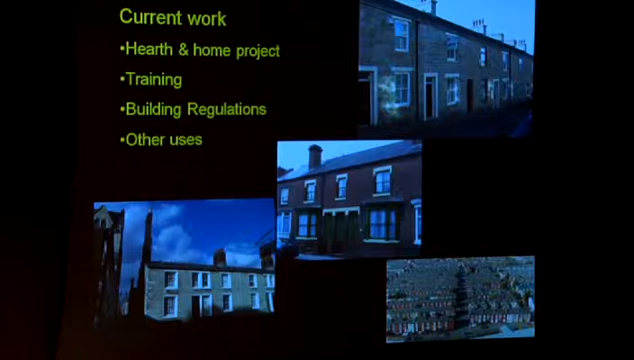 Current work
•Hearth & home project
•Training
•Building Regulations
•Other uses